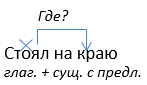 Где?
Стоял на краю
глаг. + сущ. с предл.